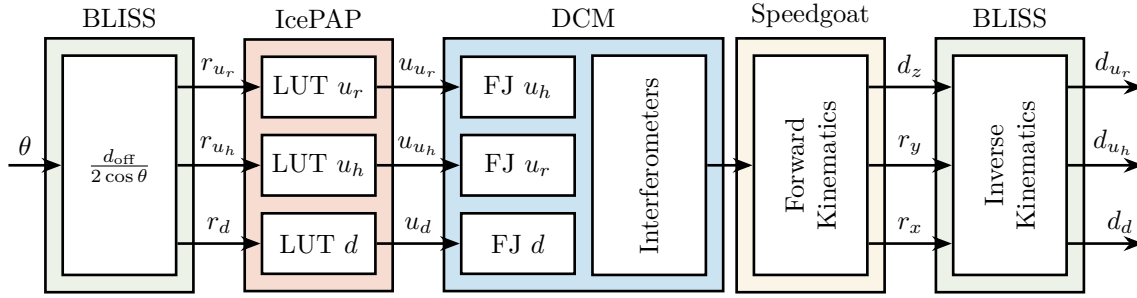 BLISS
IcePAP
DCM
Speedgoat
BLISS
θ
d_off / 2 cos θ
r_{u_r}
r_{u_h}
r_d
LUT u_r
LUT u_h
LUT d
u_{u_r}
u_{u_h}
u_d
FJ u_h
FJ u_r
FJ d
Interferometers
Forward
Kinematics
d_z
r_y
r_x
Inverse
Kinematics
d_{u_r}
d_{u_h}
d_d